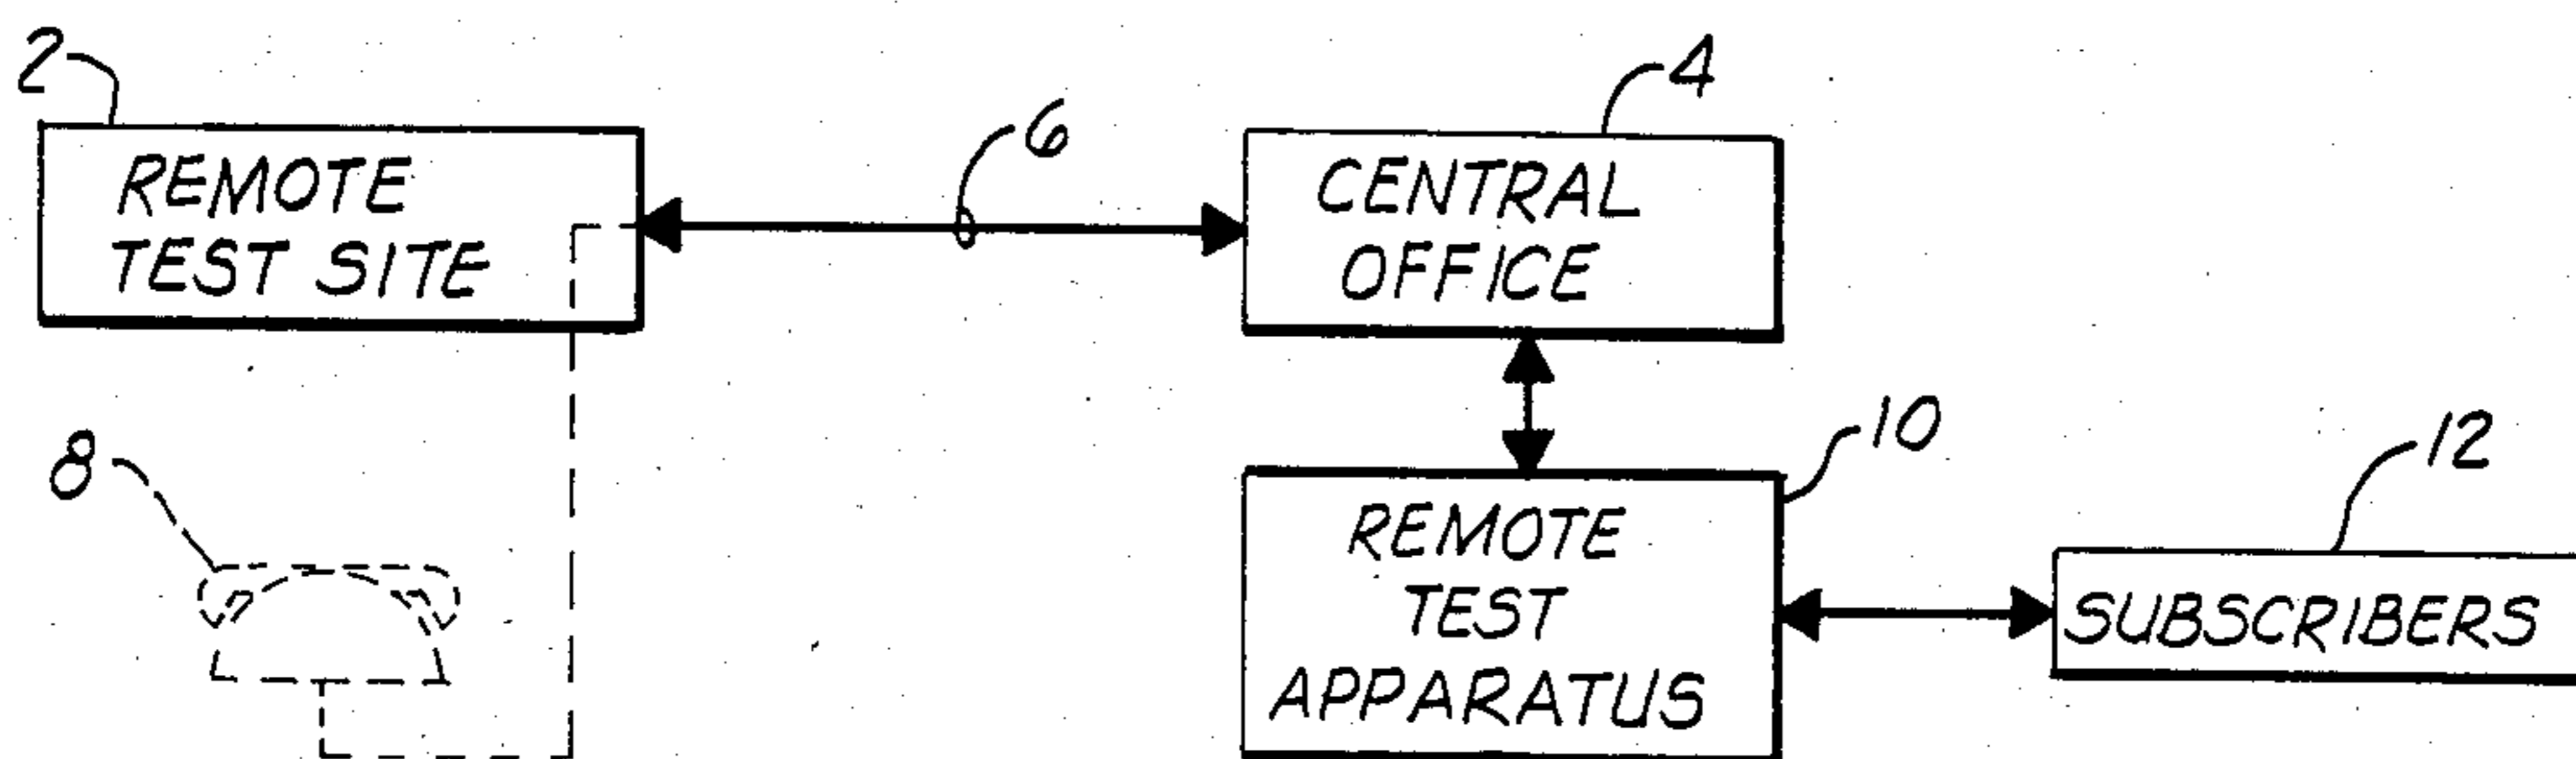 2
4
6
REMOTE
TEST SITE
CENTRAL
OFFICE
8
10
12
REMOTE
TEST
APPARATUS
SUBSCRIBERS